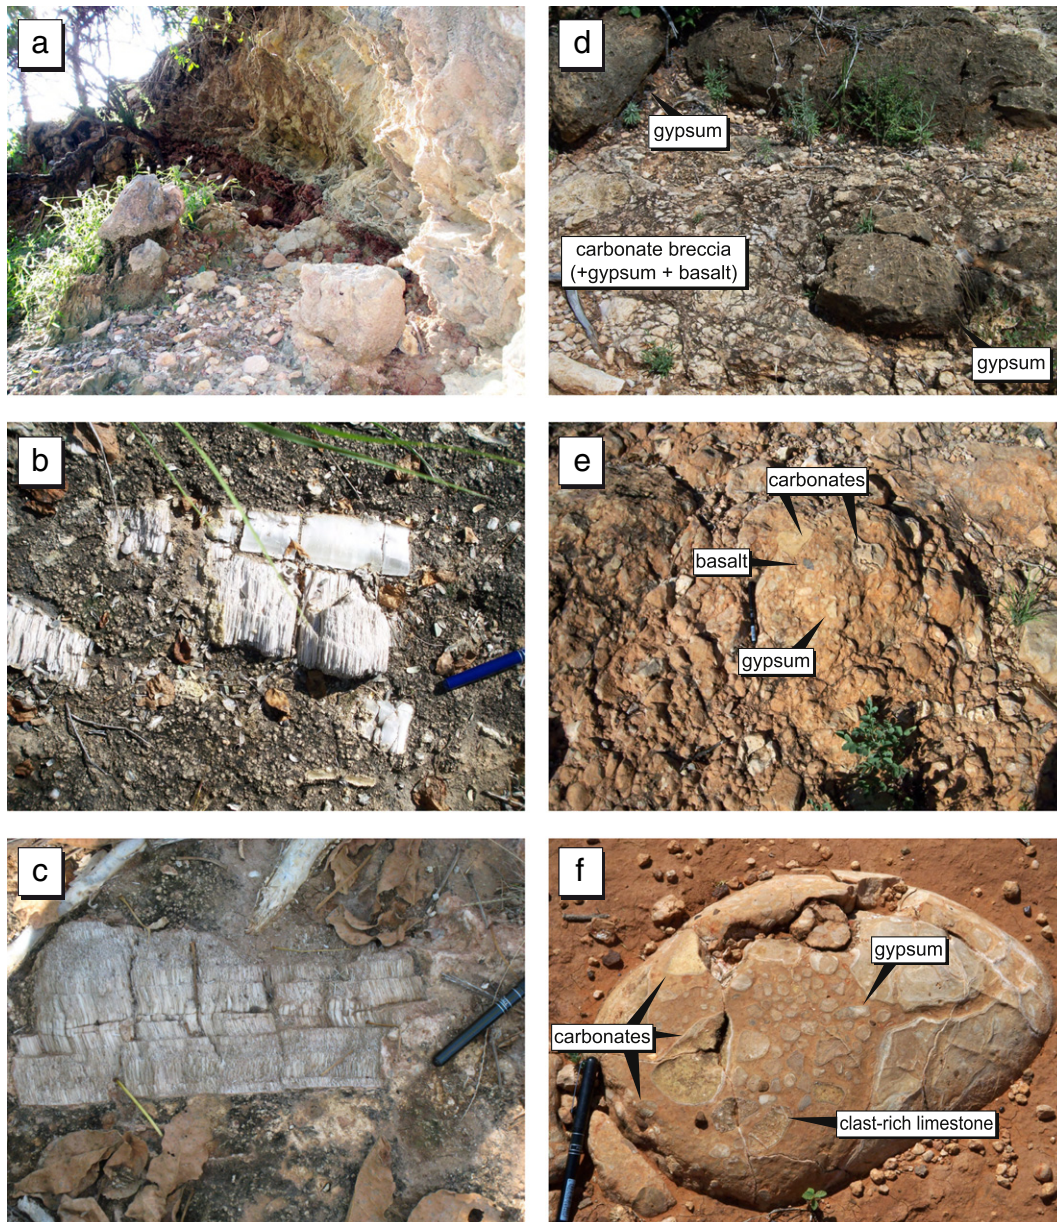 a
b
c
d
gypsum
carbonate breccia
(+gypsum + basalt)
gypsum
e
carbonates
basalt
gypsum
f
gypsum
carbonates
clast-rich limestone